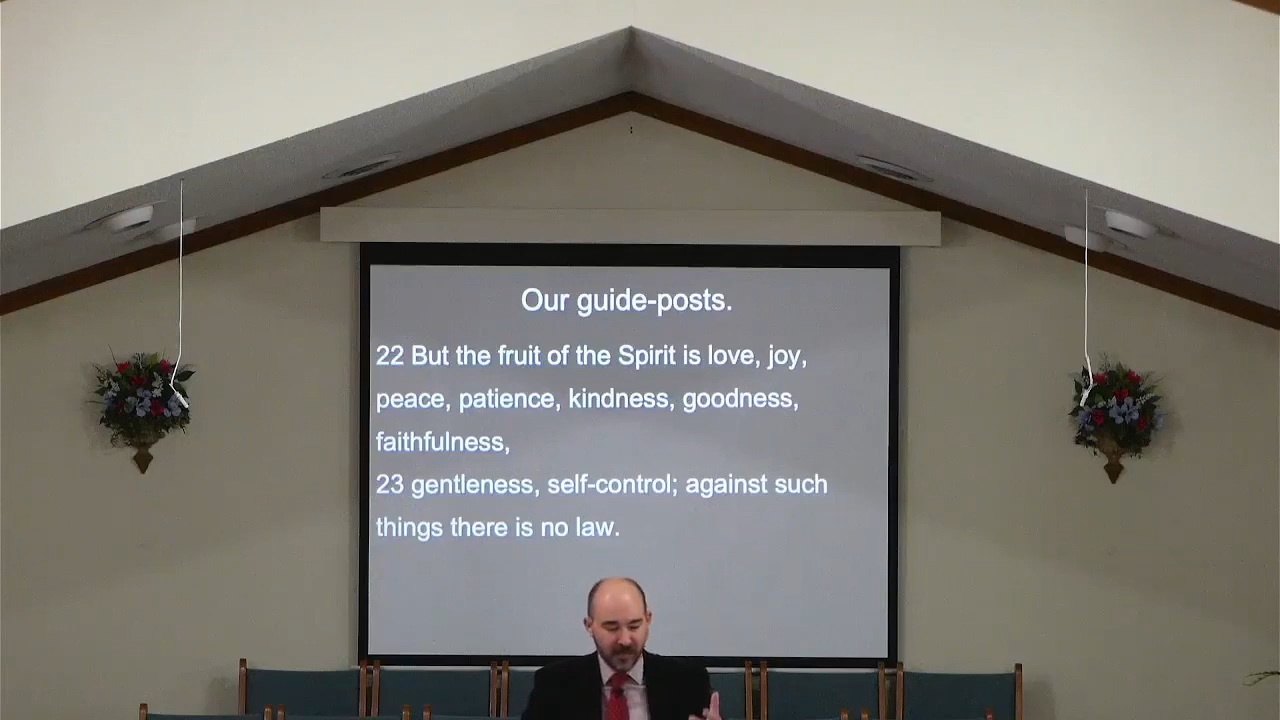 Our guide-posts.
22 But the fruit of the Spirit is love, joy,
peace, patience, kindness, goodness,
faithfulness,
23 gentleness, self-control; against such
things there is no law.